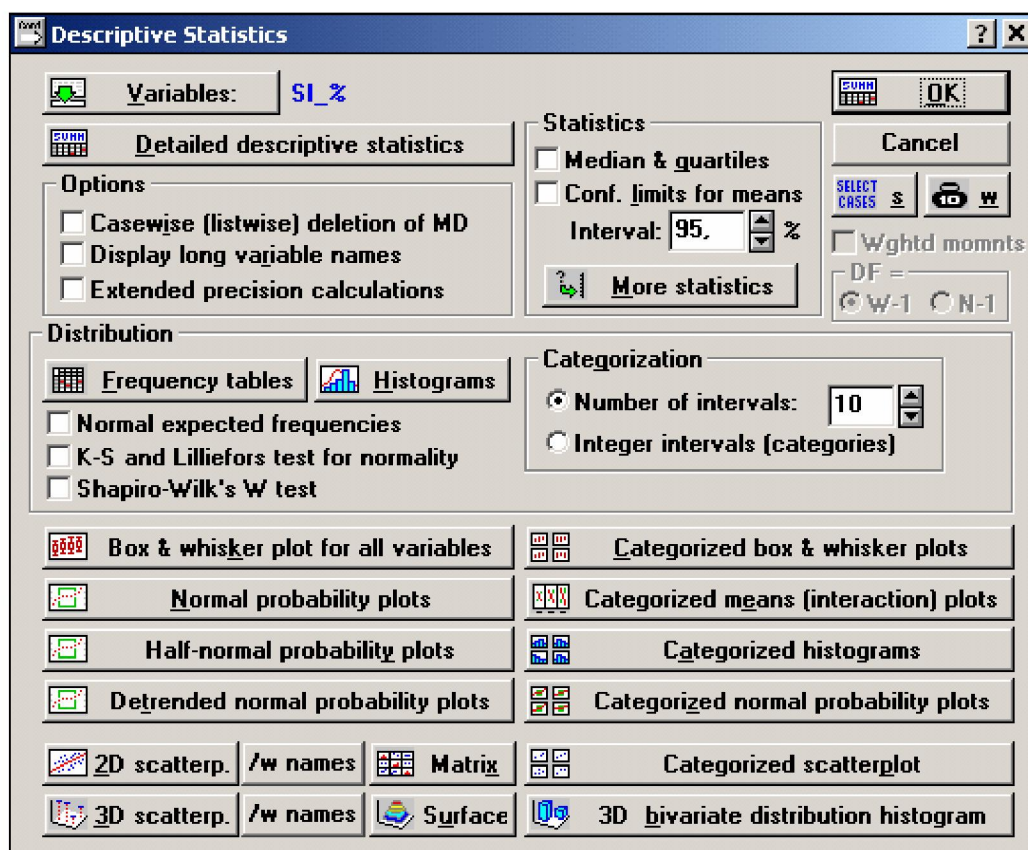 Descriptive Statistics
? X
Variables: SI_%
Detailed descriptive statistics
Options
Casewise (listwise) deletion of MD
Display long variable names
Extended precision calculations
Statistics
Median & quartiles
Conf. limits for means
Interval: 95, %
More statistics
SUMM OK
Cancel
SELECT CASES s w
Wghtd momnts
DF =
W-1 N-1
Distribution
Frequency tables Histograms
Normal expected frequencies
K-S and Lilliefors test for normality
Shapiro-Wilk's W test
Categorization
Number of intervals: 10
Integer intervals (categories)
Box & whisker plot for all variables
Categorized box & whisker plots
Normal probability plots
Categorized means (interaction) plots
Half-normal probability plots
Categorized histograms
Detrended normal probability plots
Categorized normal probability plots
2D scatterp. /w names Matrix
Categorized scatterplot
3D scatterp. /w names Surface
3D bivariate distribution histogram